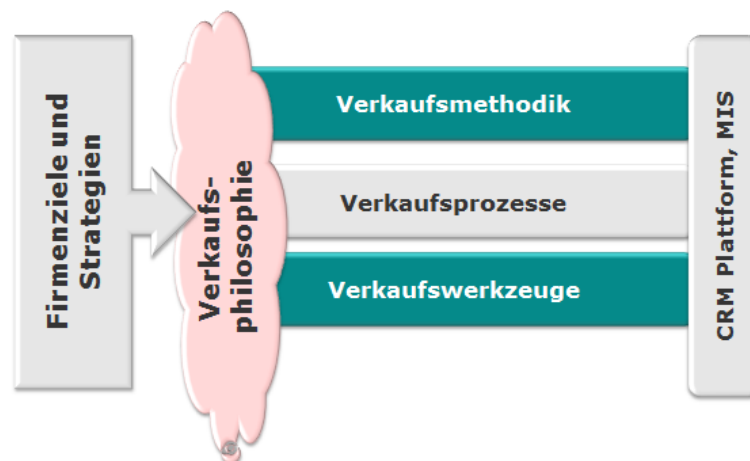 Firmenziele und
Strategien
Verkaufs-
philosophie
Verkaufsmethodik
Verkaufsprozesse
Verkaufswerkzeuge
CRM Plattform, MIS